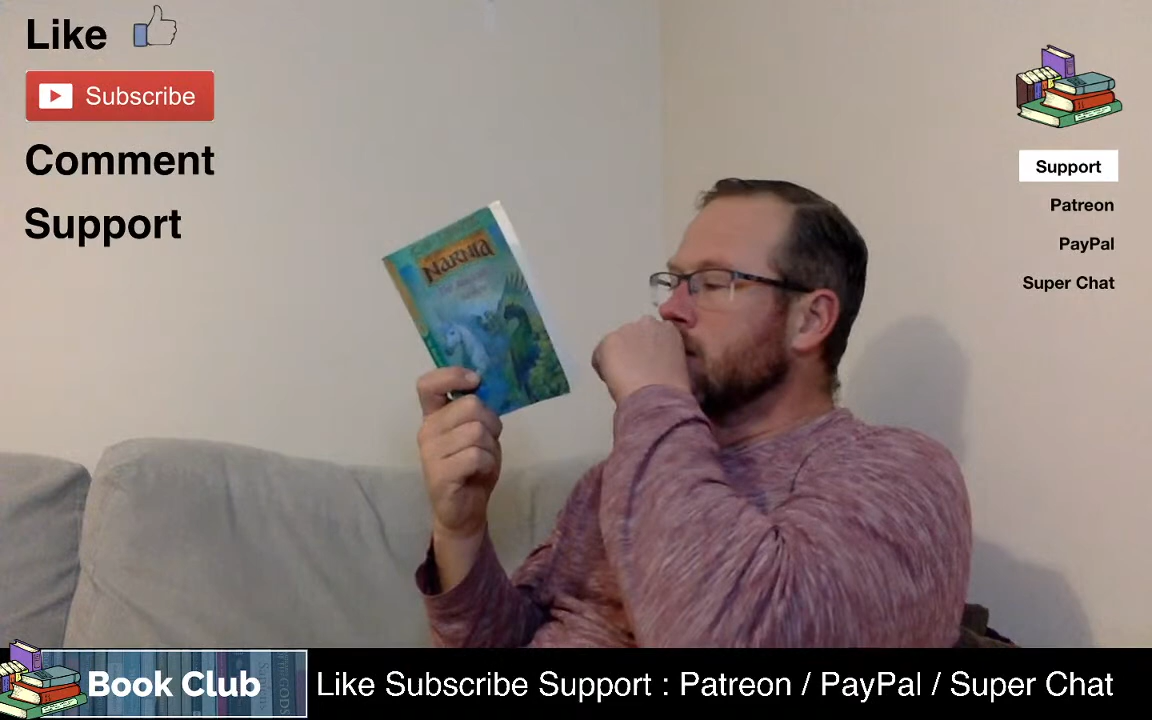 Like
Subscribe
Comment
Support
NARNIA
Support
Patreon
PayPal
Super Chat
Book Club
Like Subscribe Support : Patreon / PayPal / Super Chat